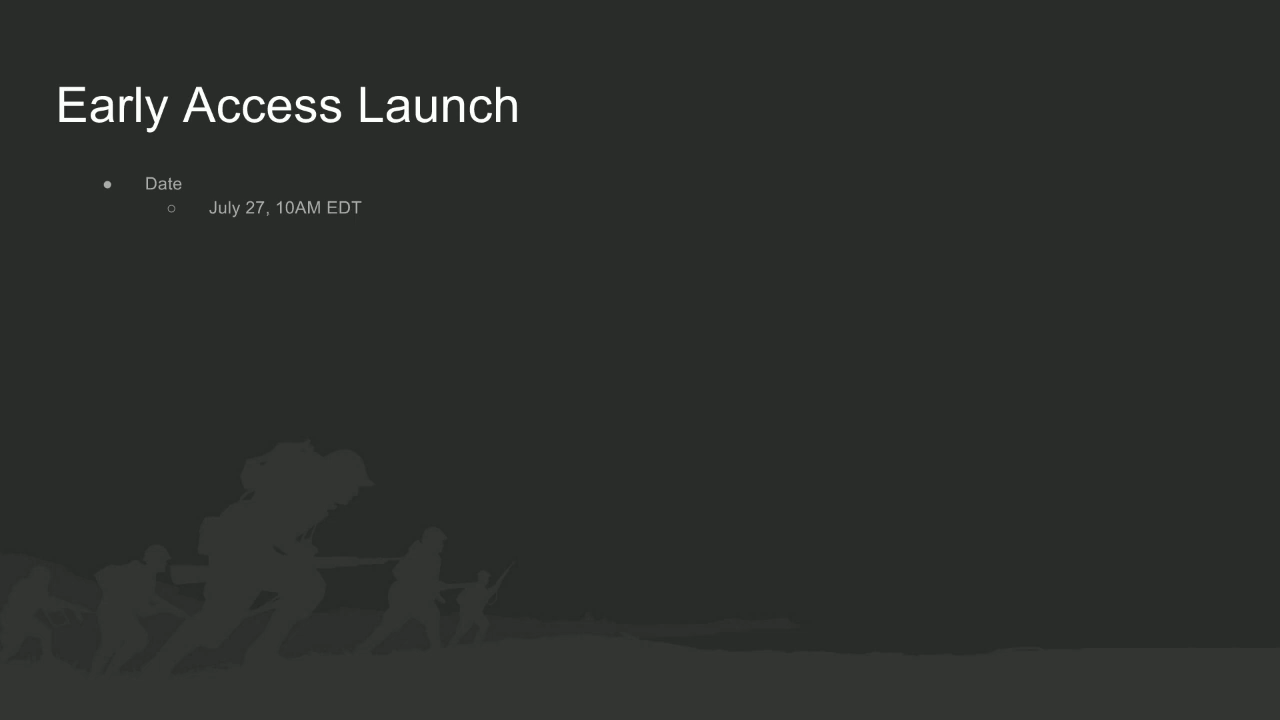 Early Access Launch
● Date
○ July 27, 10AM EDT